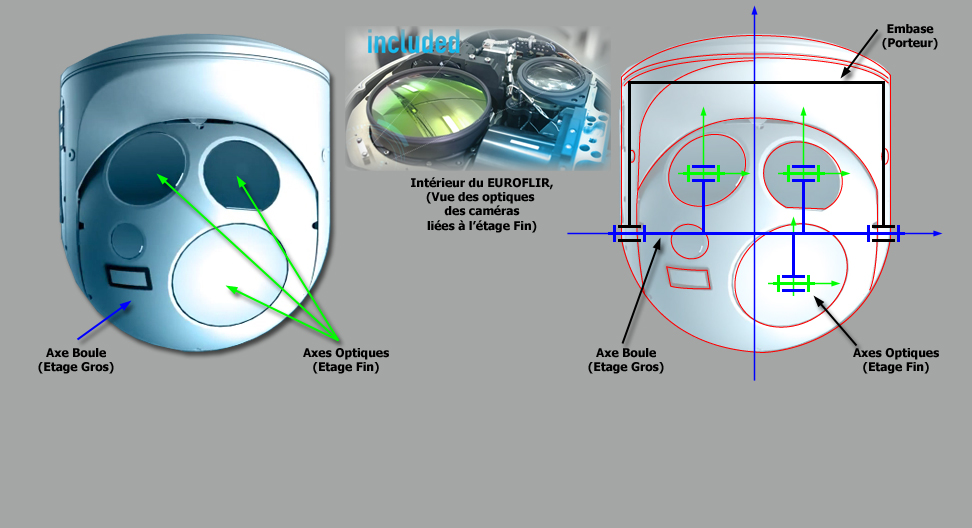 included
Embase
(Porteur)
Intérieur du EUROFLIR,
(Vue des optiques
des caméras
liées à l'étage Fin)
Axe Boule
(Etage Gros)
Axes Optiques
(Etage Fin)
Axe Boule
(Etage Gros)
Axes Optiques
(Etage Fin)